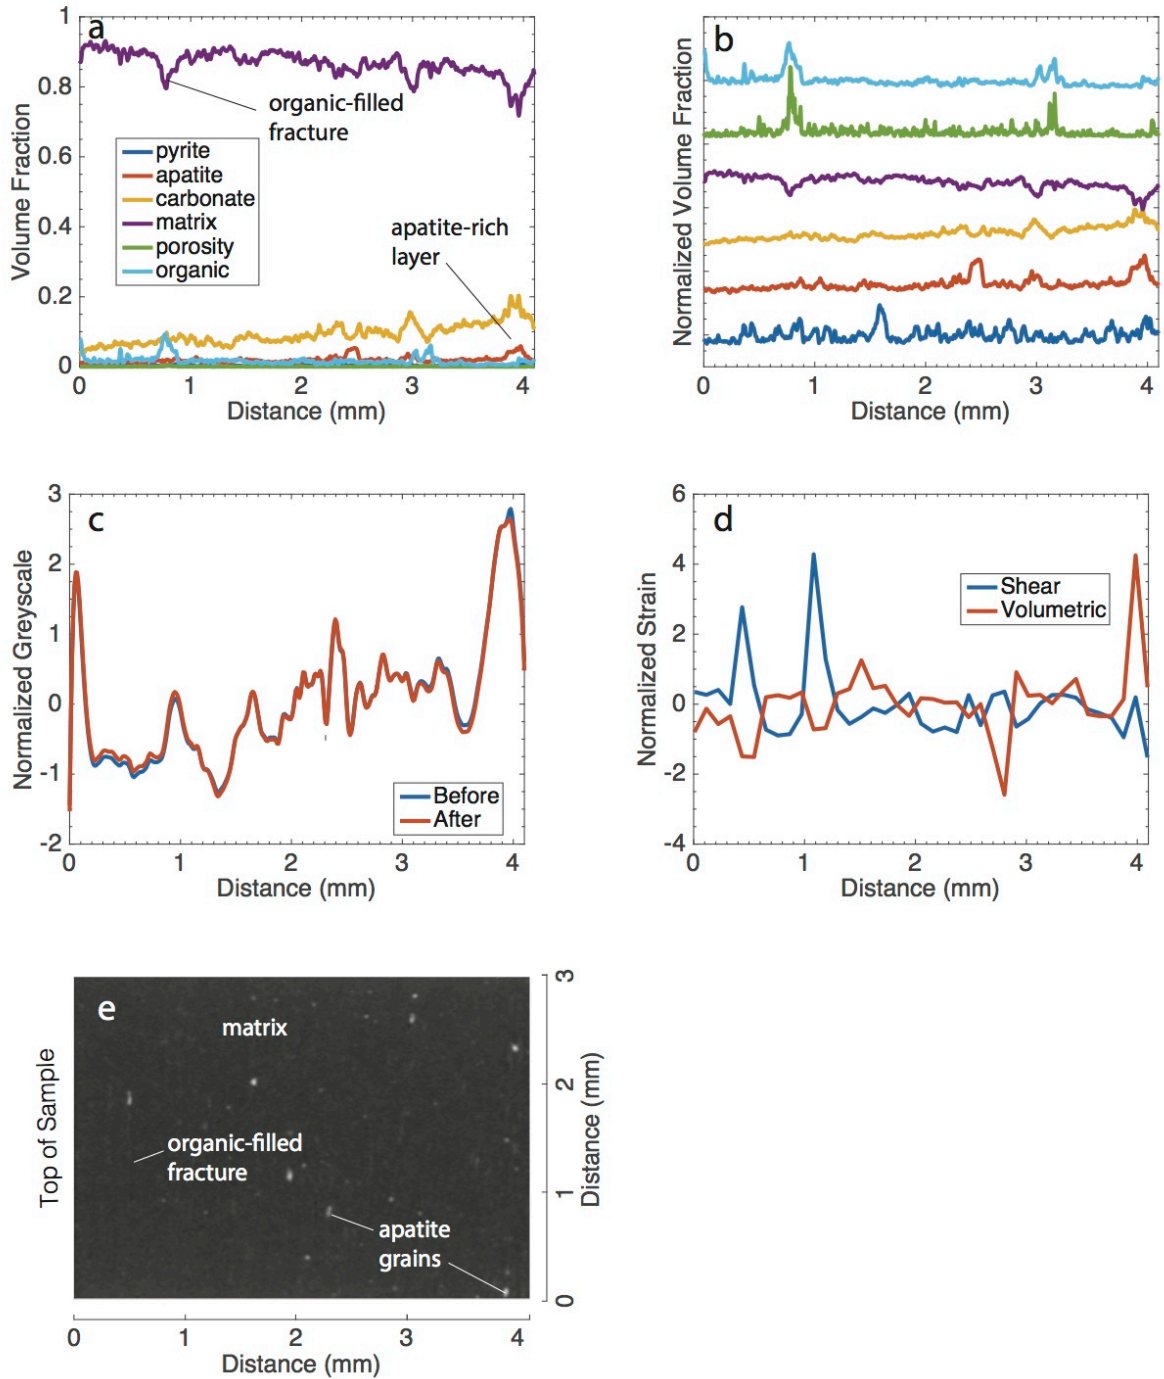 a
1
0.8
0.6
0.4
0.2
0
Volume Fraction
organic-filled
fracture
pyrite
apatite
carbonate
matrix
porosity
organic
apatite-rich
layer
0 1 2 3 4
Distance (mm)
b
Normalized Volume Fraction
0 1 2 3 4
Distance (mm)
c
3
2
1
0
-1
-2
Normalized Greyscale
Before
After
0 1 2 3 4
Distance (mm)
d
6
4
2
0
-2
-4
Normalized Strain
Shear
Volumetric
0 1 2 3 4
Distance (mm)
e
Top of Sample
matrix
organic-filled
fracture
apatite
grains
3
2
1
0
Distance (mm)
0 1 2 3 4
Distance (mm)